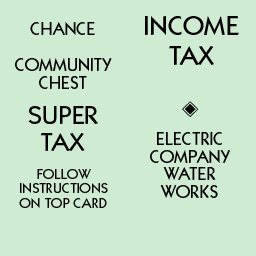 CHANCE
COMMUNITY
CHEST
SUPER
TAX
FOLLOW
INSTRUCTIONS
ON TOP CARD
INCOME
TAX
ELECTRIC
COMPANY
WATER
WORKS